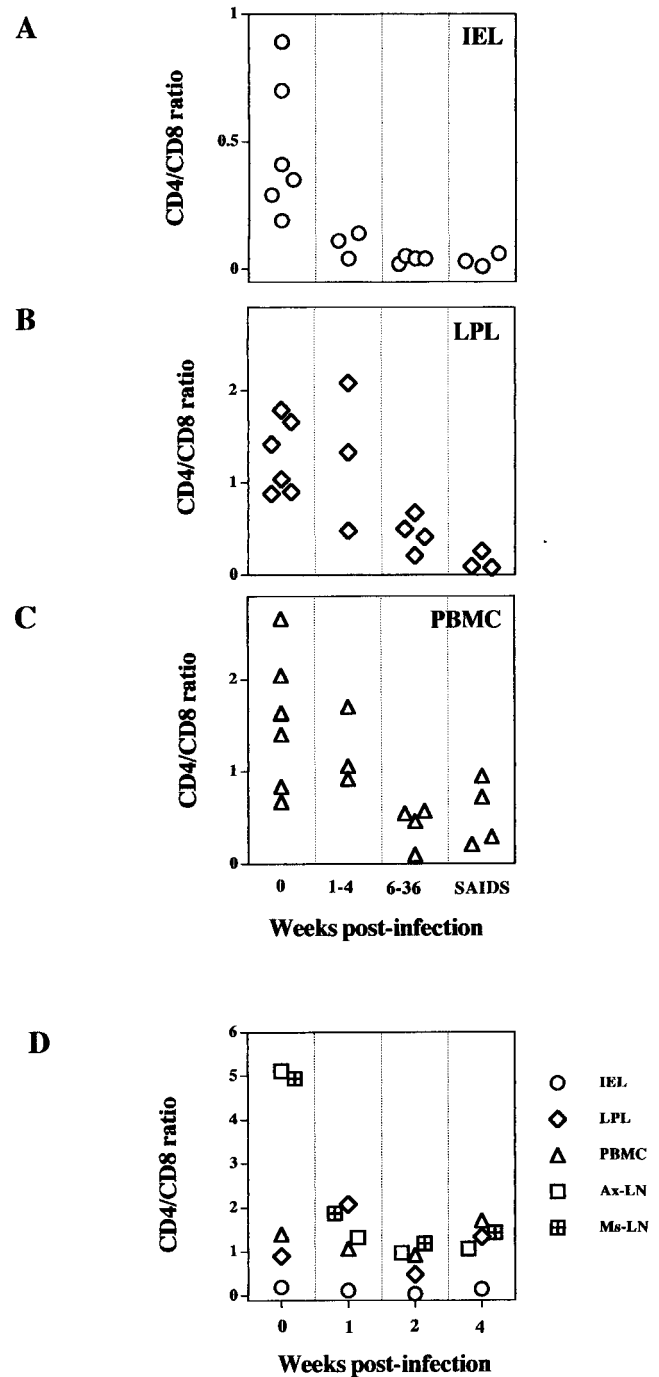 A
IEL
CD4/CD8 ratio
1
0.5
0
B
LPL
CD4/CD8 ratio
2
1
0
C
PBMC
CD4/CD8 ratio
2
1
0
0 1-4 6-36 SAIDS
Weeks post-infection
D
CD4/CD8 ratio
6
5
4
3
2
1
0
0 1 2 4
Weeks post-infection
IEL
LPL
PBMC
Ax-LN
Ms-LN